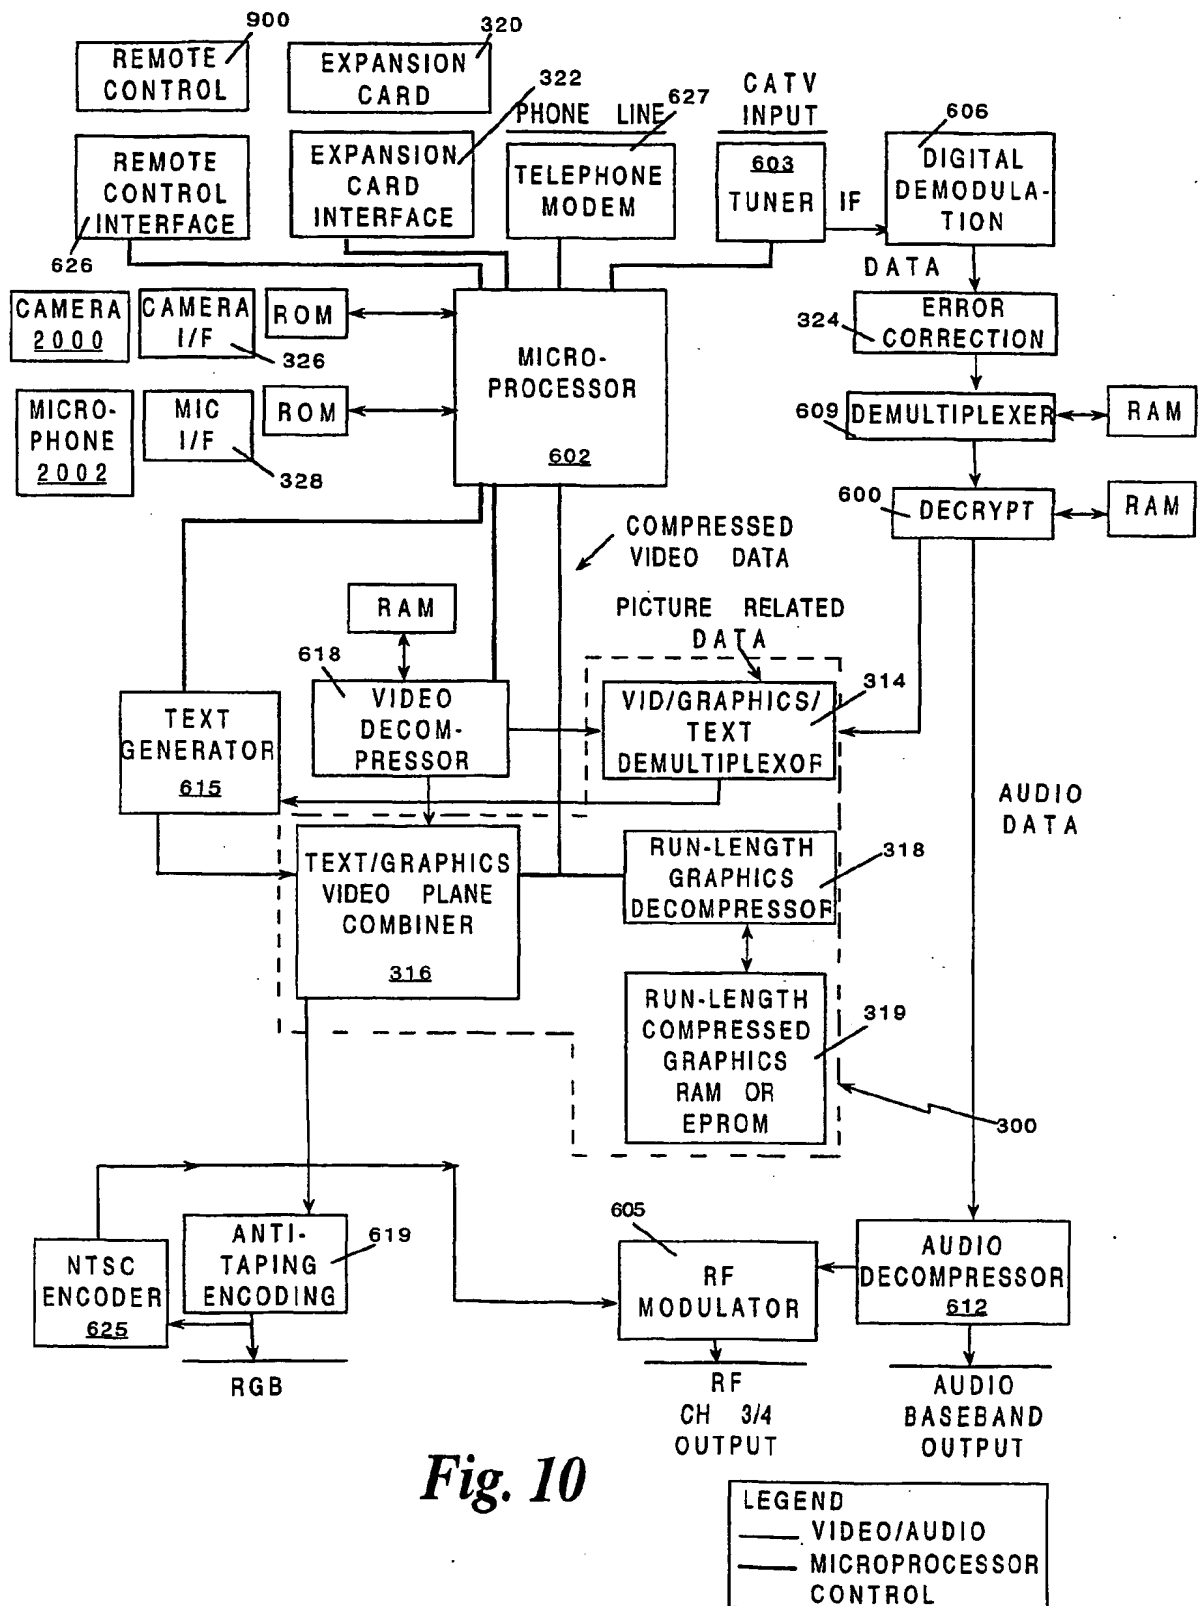 900
REMOTE
CONTROL
320
EXPANSION
CARD
322
PHONE LINE
627
CATV
INPUT
606
REMOTE
CONTROL
INTERFACE
626
EXPANSION
CARD
INTERFACE
TELEPHONE
MODEM
603
TUNER
IF
DIGITAL
DEMODULA-
TION
DATA
CAMERA
2000
CAMERA
I/F
326
ROM
MICRO-
PROCESSOR
602
324
ERROR
CORRECTION
MICRO-
PHONE
2002
MIC
I/F
328
ROM
609
DEMULTIPLEXER
RAM
600
DECRYPT
RAM
COMPRESSED
VIDEO DATA
RAM
PICTURE RELATED
DATA
618
VIDEO
DECOM-
PRESSOR
314
VID/GRAPHICS/
TEXT
DEMULTIPLEXOF
TEXT
GENERATOR
615
AUDIO
DATA
TEXT/GRAPHICS
VIDEO PLANE
COMBINER
316
RUN-LENGTH
GRAPHICS
DECOMPRESSOF
318
RUN-LENGTH
COMPRESSED
GRAPHICS
RAM OR
EPROM
319
300
NTSC
ENCODER
625
ANTI-
TAPING
ENCODING
619
605
RF
MODULATOR
AUDIO
DECOMPRESSOR
612
RGB
RF
CH 3/4
OUTPUT
AUDIO
BASEBAND
OUTPUT
Fig. 10
LEGEND
VIDEO/AUDIO
MICROPROCESSOR
CONTROL